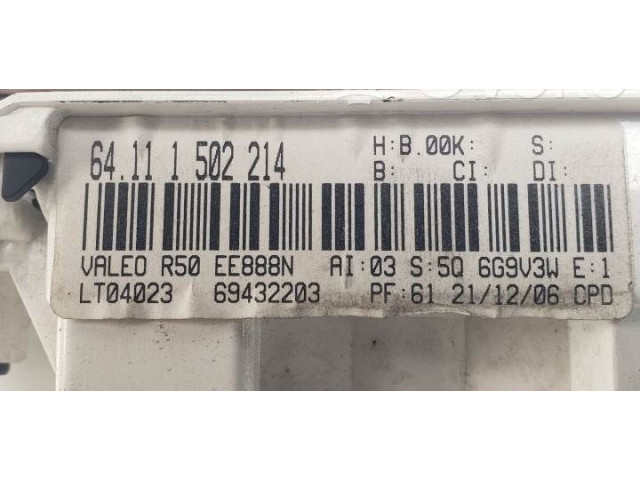 64.11 1 502 214 H:B.00K: S:
B: CI: DI:
VALEO R50 EE888N AI:03 S:5Q 6G9V3W E:1
LT04023 69432203 PF:61 21/12/06 CPD